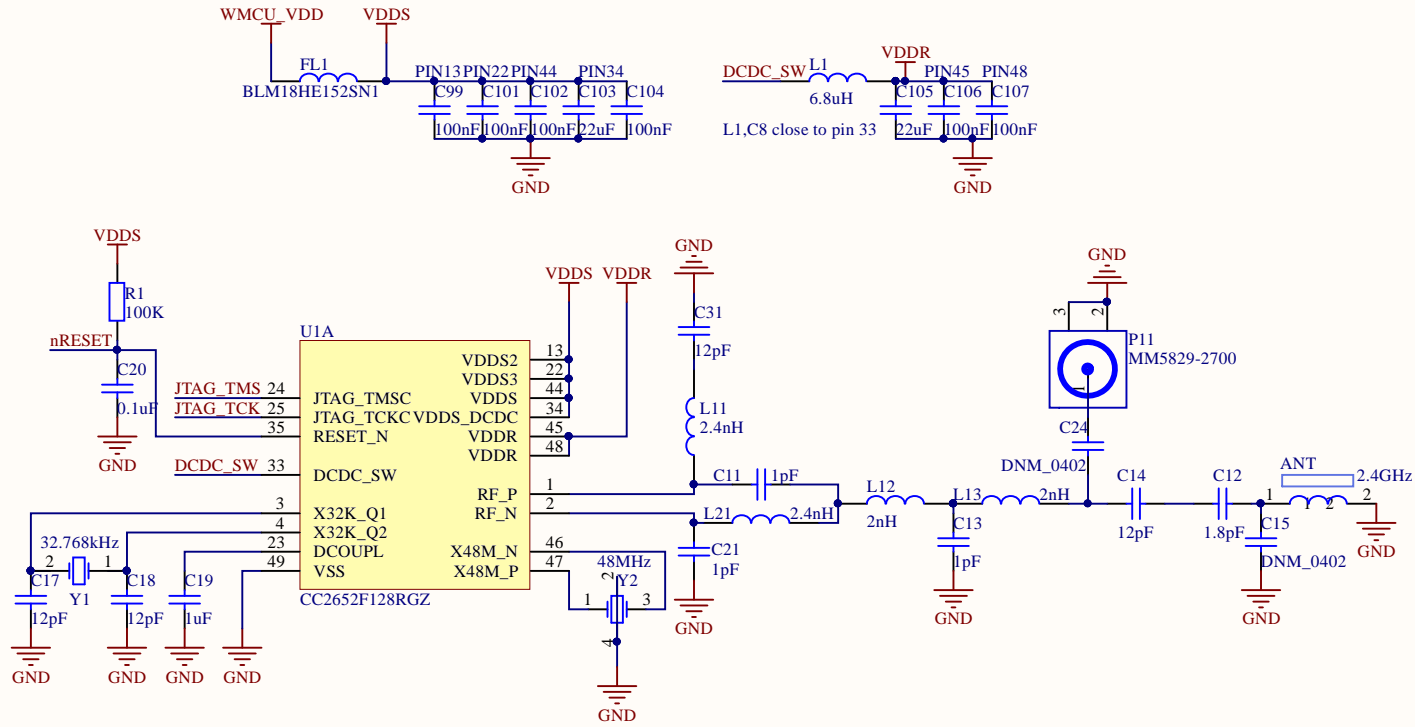 WMCU_VDD
VDDS
FL1
BLM18HE152SN1
PIN13 PIN22 PIN44 PIN34
C99 C101 C102 C103 C104
100nF 100nF 100nF 22uF 100nF
GND
VDDR
DCDC_SW
L1
6.8uH
PIN45 PIN48
C105 C106 C107
L1,C8 close to pin 33
22uF 100nF 100nF
GND
VDDS
R1
100K
nRESET
C20
0.1uF
GND
JTAG_TMS 24
JTAG_TCK 25
35
DCDC_SW 33
3
4
23
49
U1A
JTAG_TMSC
JTAG_TCKC
RESET_N
DCDC_SW
X32K_Q1
X32K_Q2
DCOUPL
VSS
VDDS2 13
VDDS3 22
VDDS 44
VDDS_DCDC 34
VDDR 45
VDDR 48
RF_P 1
RF_N 2
X48M_N 46
X48M_P 47
CC2652F128RGZ
VDDS
VDDR
32.768kHz
2 1
Y1
C17
12pF
GND
C18
12pF
GND
C19
1uF
GND
GND
48MHz
Y2
1 2 3 4
GND
GND
C31
12pF
L11
2.4nH
C11 1pF
L21 2.4nH
C21
1pF
GND
L12
2nH
C13
1pF
GND
L13 2nH
GND
3 2
P11
MM5829-2700
1
C24
DNM_0402
C14
12pF
C12
1.8pF
ANT
2.4GHz
1 1 2 2
C15
DNM_0402
GND
GND